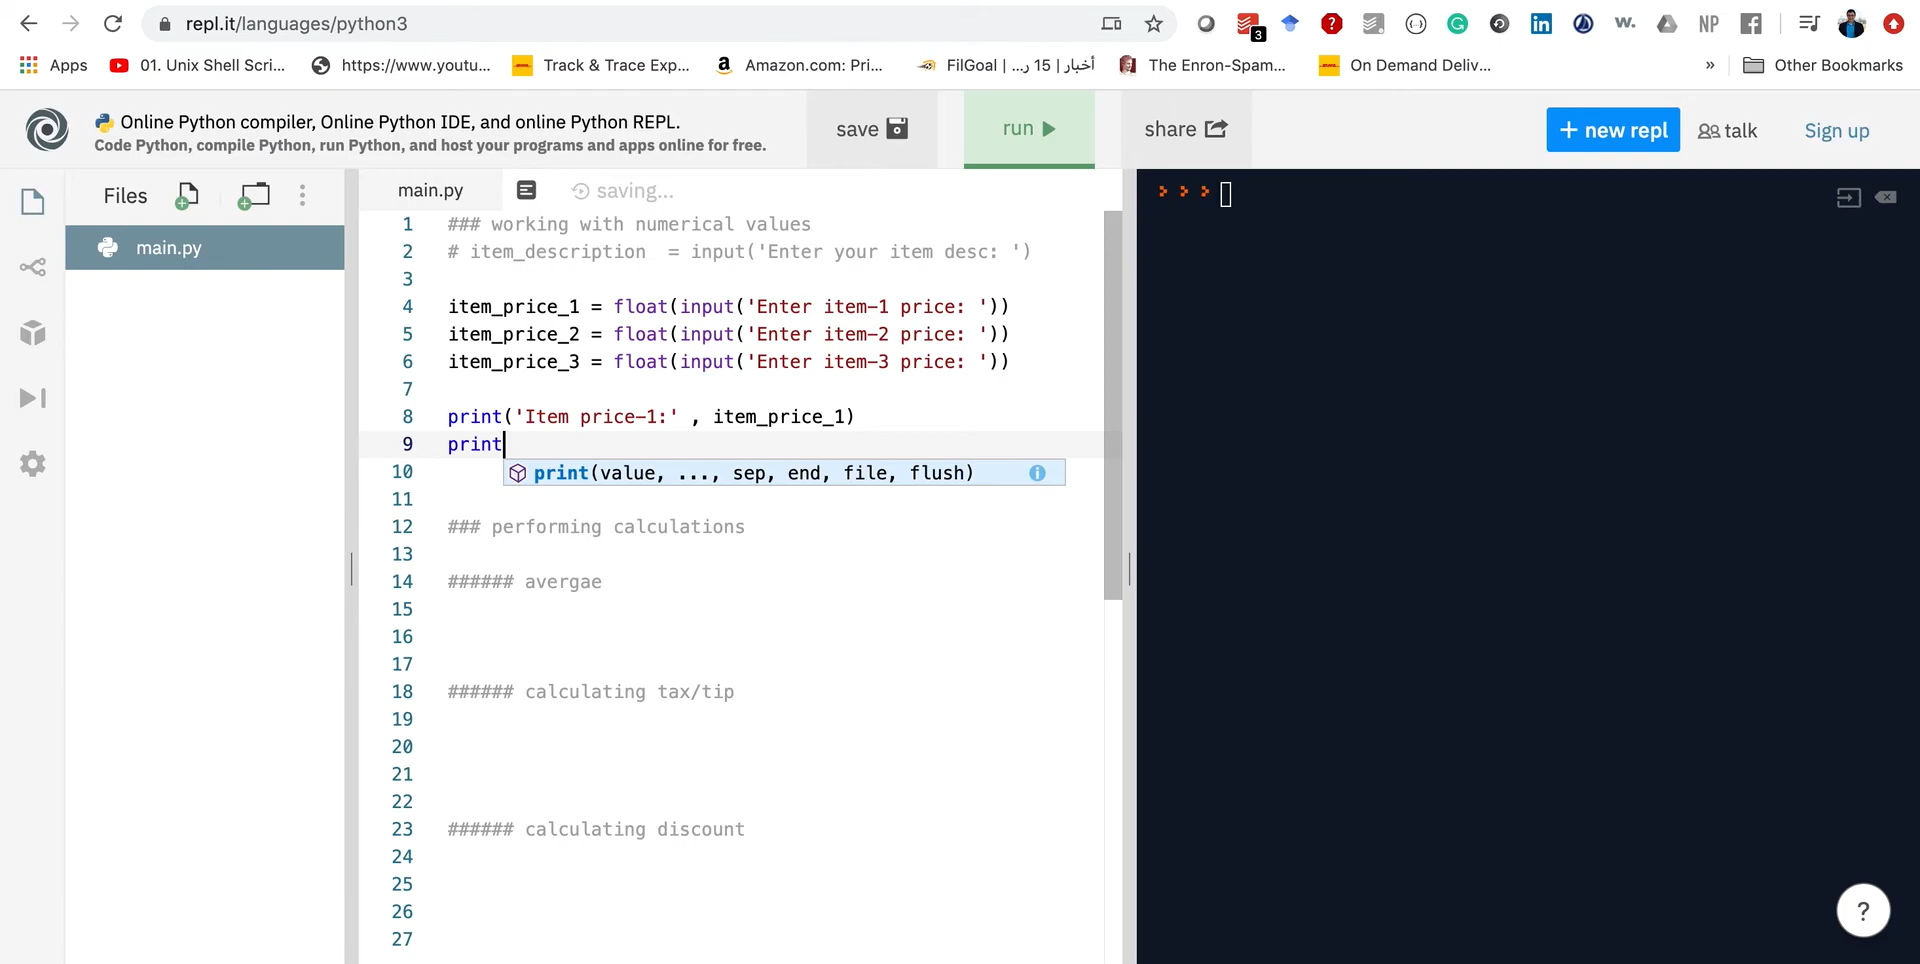 repl.it/languages/python3
3
w.
NP
Apps
01. Unix Shell Scri...
https://www.youtu...
Track & Trace Exp...
Amazon.com: Pri...
FilGoal | ...أخبار | 15 ر
The Enron-Spam...
On Demand Deliv...
»
Other Bookmarks
Online Python compiler, Online Python IDE, and online Python REPL.
Code Python, compile Python, run Python, and host your programs and apps online for free.
save
run
share
+ new repl
talk
Sign up
Files
main.py
saving...
main.py
1 ### working with numerical values
2 # item_description  = input('Enter your item desc: ')
3
4 item_price_1 = float(input('Enter item-1 price: '))
5 item_price_2 = float(input('Enter item-2 price: '))
6 item_price_3 = float(input('Enter item-3 price: '))
7
8 print('Item price-1:' , item_price_1)
9 print
10
print(value, ..., sep, end, file, flush)
11
12 ### performing calculations
13
14 ###### avergae
15
16
17
18 ###### calculating tax/tip
19
20
21
22
23 ###### calculating discount
24
25
26
27
>>>
?